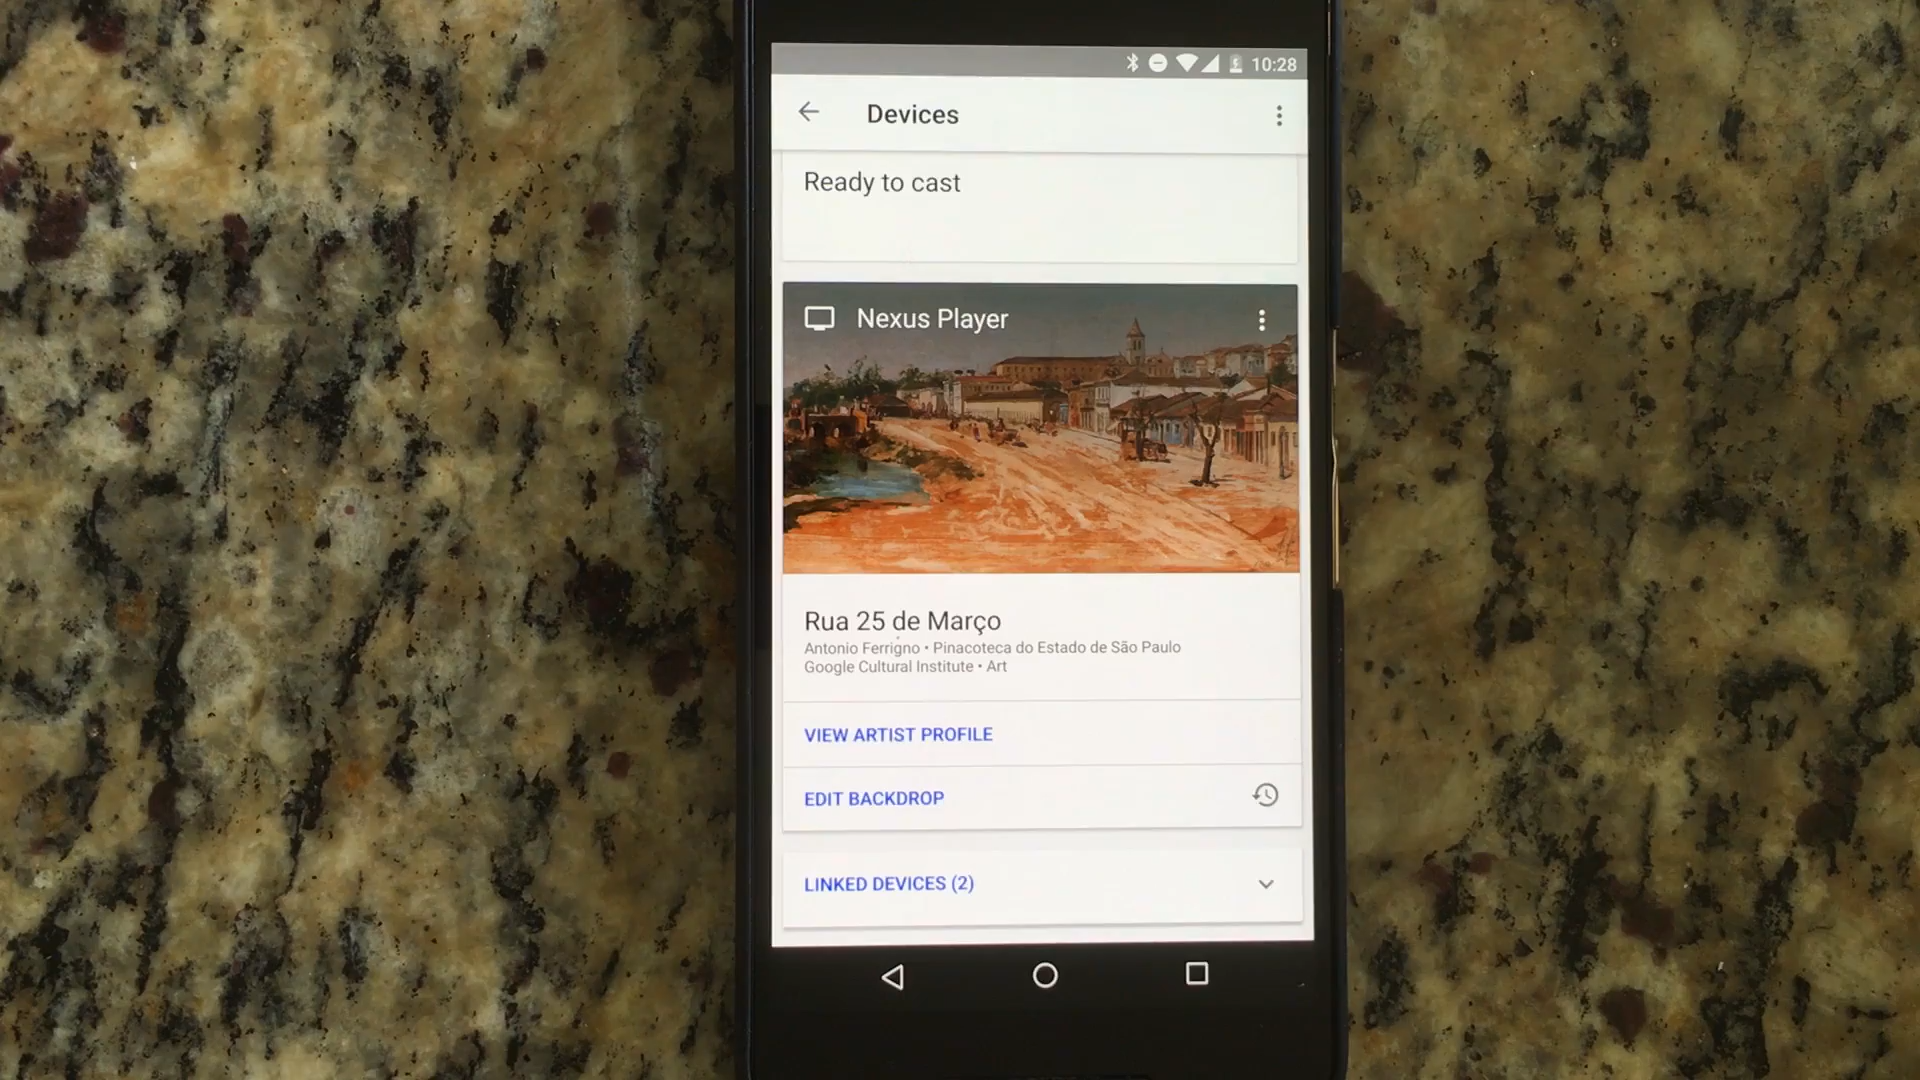 10:28
Devices
Ready to cast
Nexus Player
Rua 25 de Março
Antonio Ferrigno • Pinacoteca do Estado de São Paulo
Google Cultural Institute • Art
VIEW ARTIST PROFILE
EDIT BACKDROP
LINKED DEVICES (2)